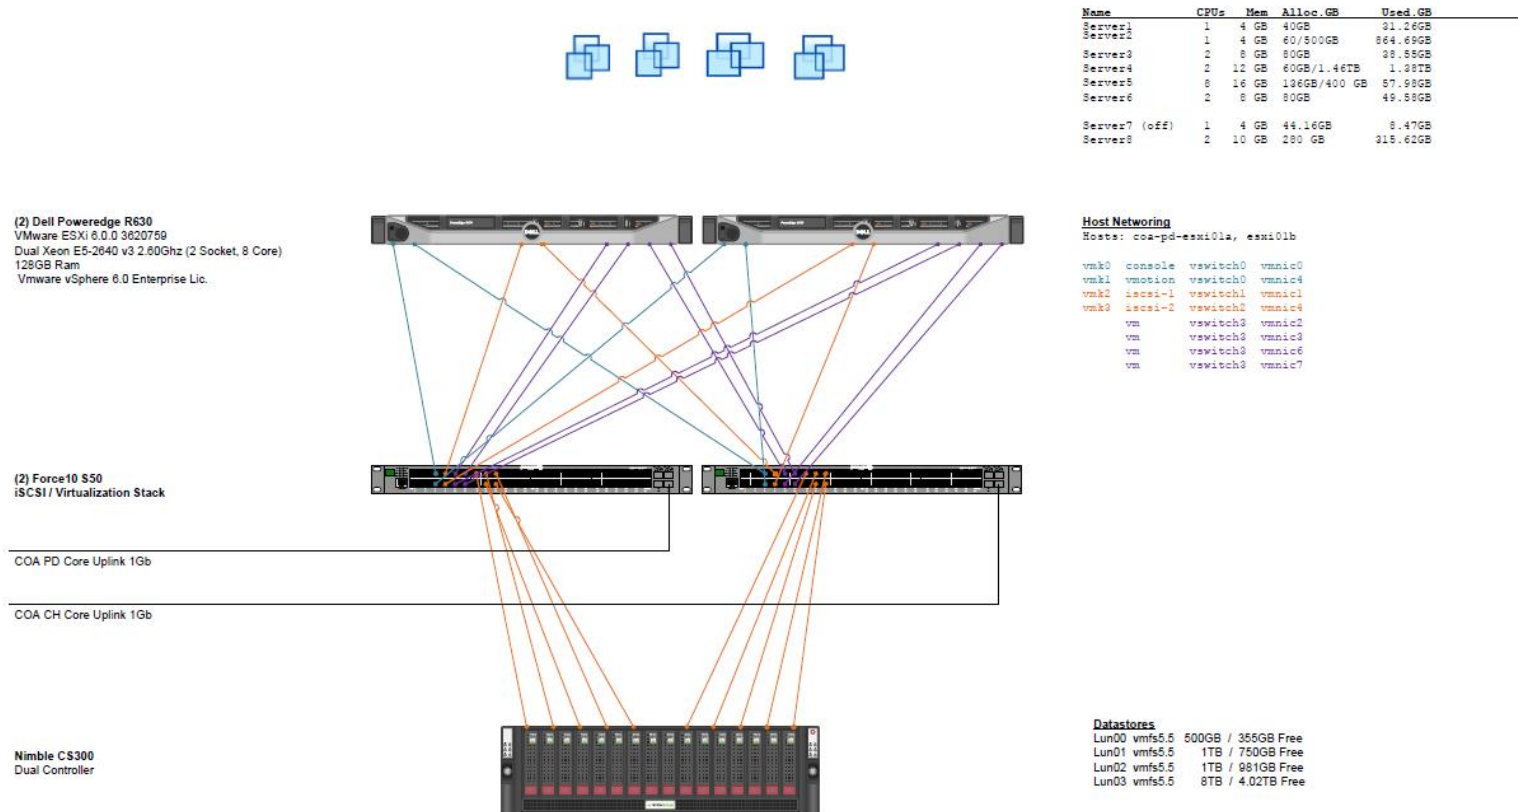 Name CPUs Mem Alloc.GB Used.GB
Server1 1 4 GB 40GB 31.26GB
Server2 1 4 GB 60/500GB 864.69GB
Server3 2 8 GB 80GB 38.55GB
Server4 2 12 GB 60GB/1.46TB 1.38TB
Server5 8 16 GB 136GB/400 GB 57.98GB
Server6 2 8 GB 80GB 49.58GB
Server7 (off) 1 4 GB 44.16GB 8.47GB
Server8 2 10 GB 280 GB 315.62GB
(2) Dell Poweredge R630
VMware ESXi 6.0.0 3620759
Dual Xeon E5-2640 v3 2.60Ghz (2 Socket, 8 Core)
128GB Ram
Vmware vSphere 6.0 Enterprise Lic.
DELL
DELL
Host Networing
Hosts: coa-pd-esxi01a, esxi01b
vmk0 console vswitch0 vmnic0
vmk1 vmotion vswitch0 vmnic4
vmk2 iscsi-1 vswitch1 vmnic1
vmk3 iscsi-2 vswitch2 vmnic4
vm vswitch3 vmnic2
vm vswitch3 vmnic3
vm vswitch3 vmnic6
vm vswitch3 vmnic7
(2) Force10 S50
iSCSI / Virtualization Stack
COA PD Core Uplink 1Gb
COA CH Core Uplink 1Gb
Nimble CS300
Dual Controller
Datastores
Lun00 vmfs5.5 500GB / 355GB Free
Lun01 vmfs5.5 1TB / 750GB Free
Lun02 vmfs5.5 1TB / 981GB Free
Lun03 vmfs5.5 8TB / 4.02TB Free